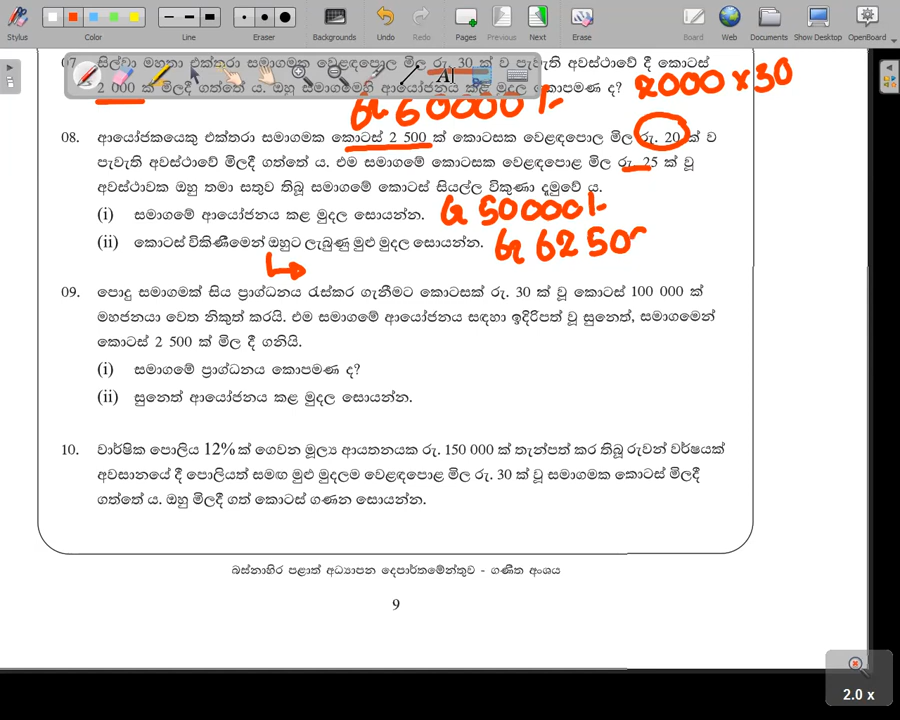 Stylus
Color
Line
Eraser
Backgrounds
Undo
Redo
Pages
Previous
Next
Erase
Board
Web
Documents
Show Desktop
OpenBoard
07. සිල්වා මහතා එක්තරා සමාගමක වෙළඳපොල මිල රු. 30 ක් ව පැවැති අවස්ථාවේ දී කොටස්
2 000 ක් මිලදී ගත්තේ ය. ඔහු සමාගමෙහි ආයෝජනය කළ මුදල කොපමණ ද? 2000 x 30
රු 60000/-
08. ආයෝජකයෙකු එක්තරා සමාගමක කොටස් 2 500 ක් කොටසක වෙළඳපොල මිල රු. 20 ක් ව
පැවැති අවස්ථාවේ මිලදී ගත්තේ ය. එම සමාගමේ කොටසක වෙළඳපොළ මිල රු. 25 ක් වූ
අවස්ථාවක ඔහු තමා සතුව තිබූ සමාගමේ කොටස් සියල්ල විකුණා දැමුවේ ය.
(i) සමාගමේ ආයෝජනය කළ මුදල සොයන්න. රු 50000/-
(ii) කොටස් විකිණීමෙන් ඔහුට ලැබුණු මුළු මුදල සොයන්න. රු 6250
09. පොදු සමාගමක් සිය ප්‍රාග්ධනය රැස්කර ගැනීමට කොටසක් රු. 30 ක් වූ කොටස් 100 000 ක්
මහජනයා වෙත නිකුත් කරයි. එම සමාගමේ ආයෝජනය සඳහා ඉදිරිපත් වූ සුනෙත්, සමාගමෙන්
කොටස් 2 500 ක් මිල දී ගනියි.
(i) සමාගමේ ප්‍රාග්ධනය කොපමණ ද?
(ii) සුනෙත් ආයෝජනය කළ මුදල සොයන්න.
10. වාර්ෂික පොලිය 12% ක් ගෙවන මූල්‍ය ආයතනයක රු. 150 000 ක් තැන්පත් කර තිබූ රුවන් වර්ෂයක්
අවසානයේ දී පොලියත් සමඟ මුළු මුදලම වෙළඳපොළ මිල රු. 30 ක් වූ සමාගමක කොටස් මිලදී
ගත්තේ ය. ඔහු මිලදී ගත් කොටස් ගණන සොයන්න.
බස්නාහිර පළාත් අධ්‍යාපන දෙපාර්තමේන්තුව - ගණිත අංශය
9
2.0 x